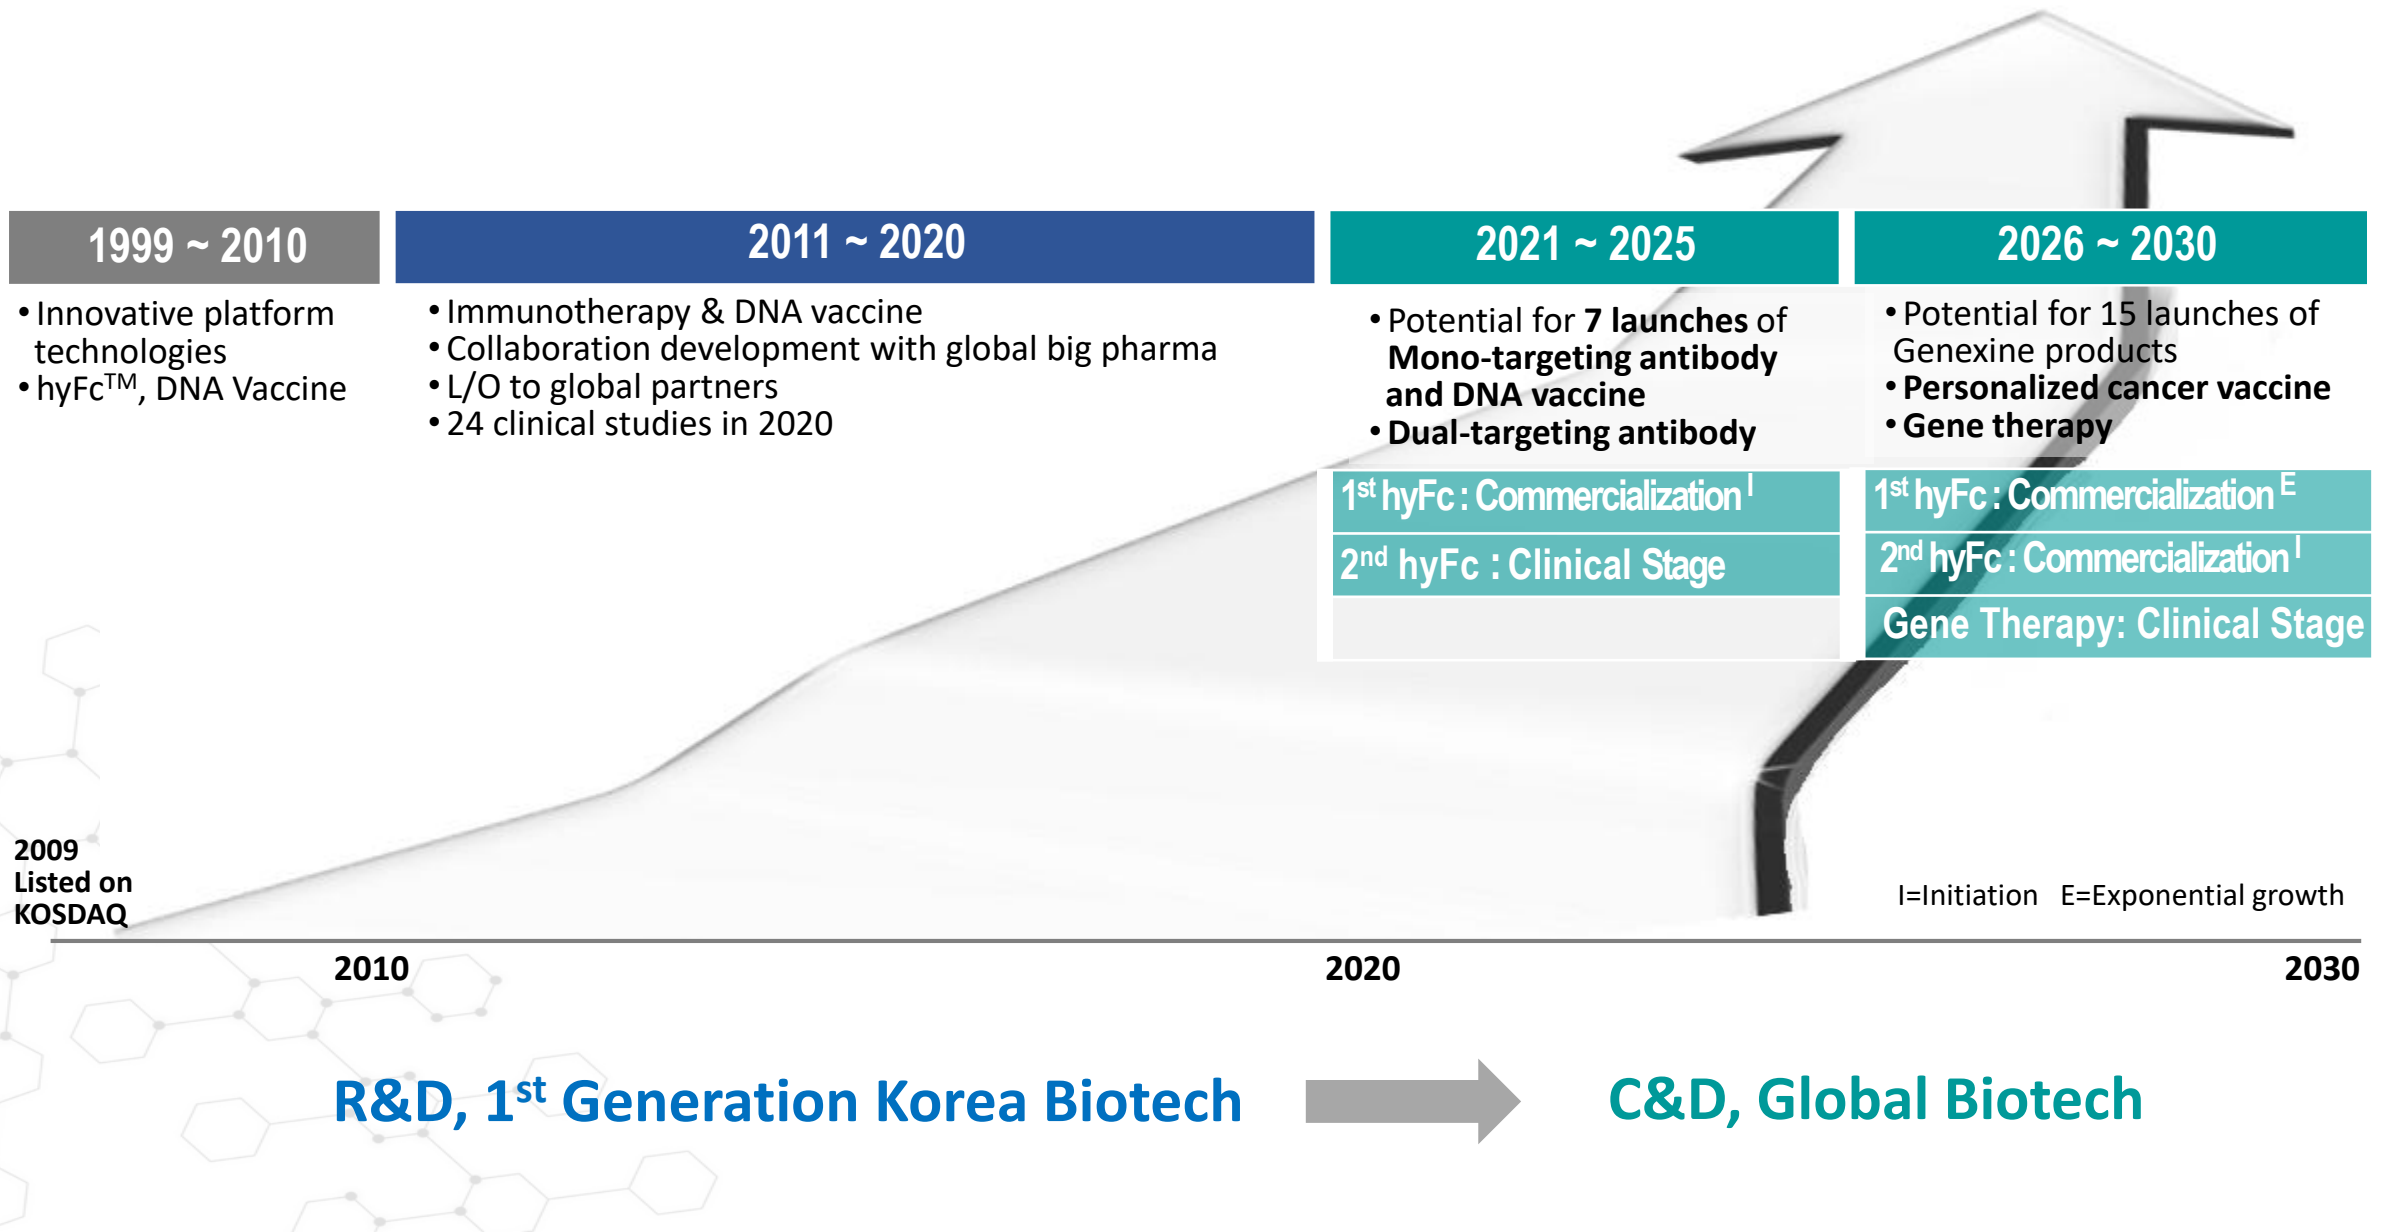 1999 ~ 2010
• Innovative platform
technologies
• hyFc™, DNA Vaccine
2011 ~ 2020
• Immunotherapy & DNA vaccine
• Collaboration development with global big pharma
• L/O to global partners
• 24 clinical studies in 2020
2021 ~ 2025
• Potential for 7 launches of
Mono-targeting antibody
and DNA vaccine
• Dual-targeting antibody
1st hyFc : Commercialization I
2nd hyFc : Clinical Stage
2026 ~ 2030
• Potential for 15 launches of
Genexine products
• Personalized cancer vaccine
• Gene therapy
1st hyFc : Commercialization E
2nd hyFc : Commercialization I
Gene Therapy: Clinical Stage
2009
Listed on
KOSDAQ
I=Initiation E=Exponential growth
2010
2020
2030
R&D, 1st Generation Korea Biotech
C&D, Global Biotech